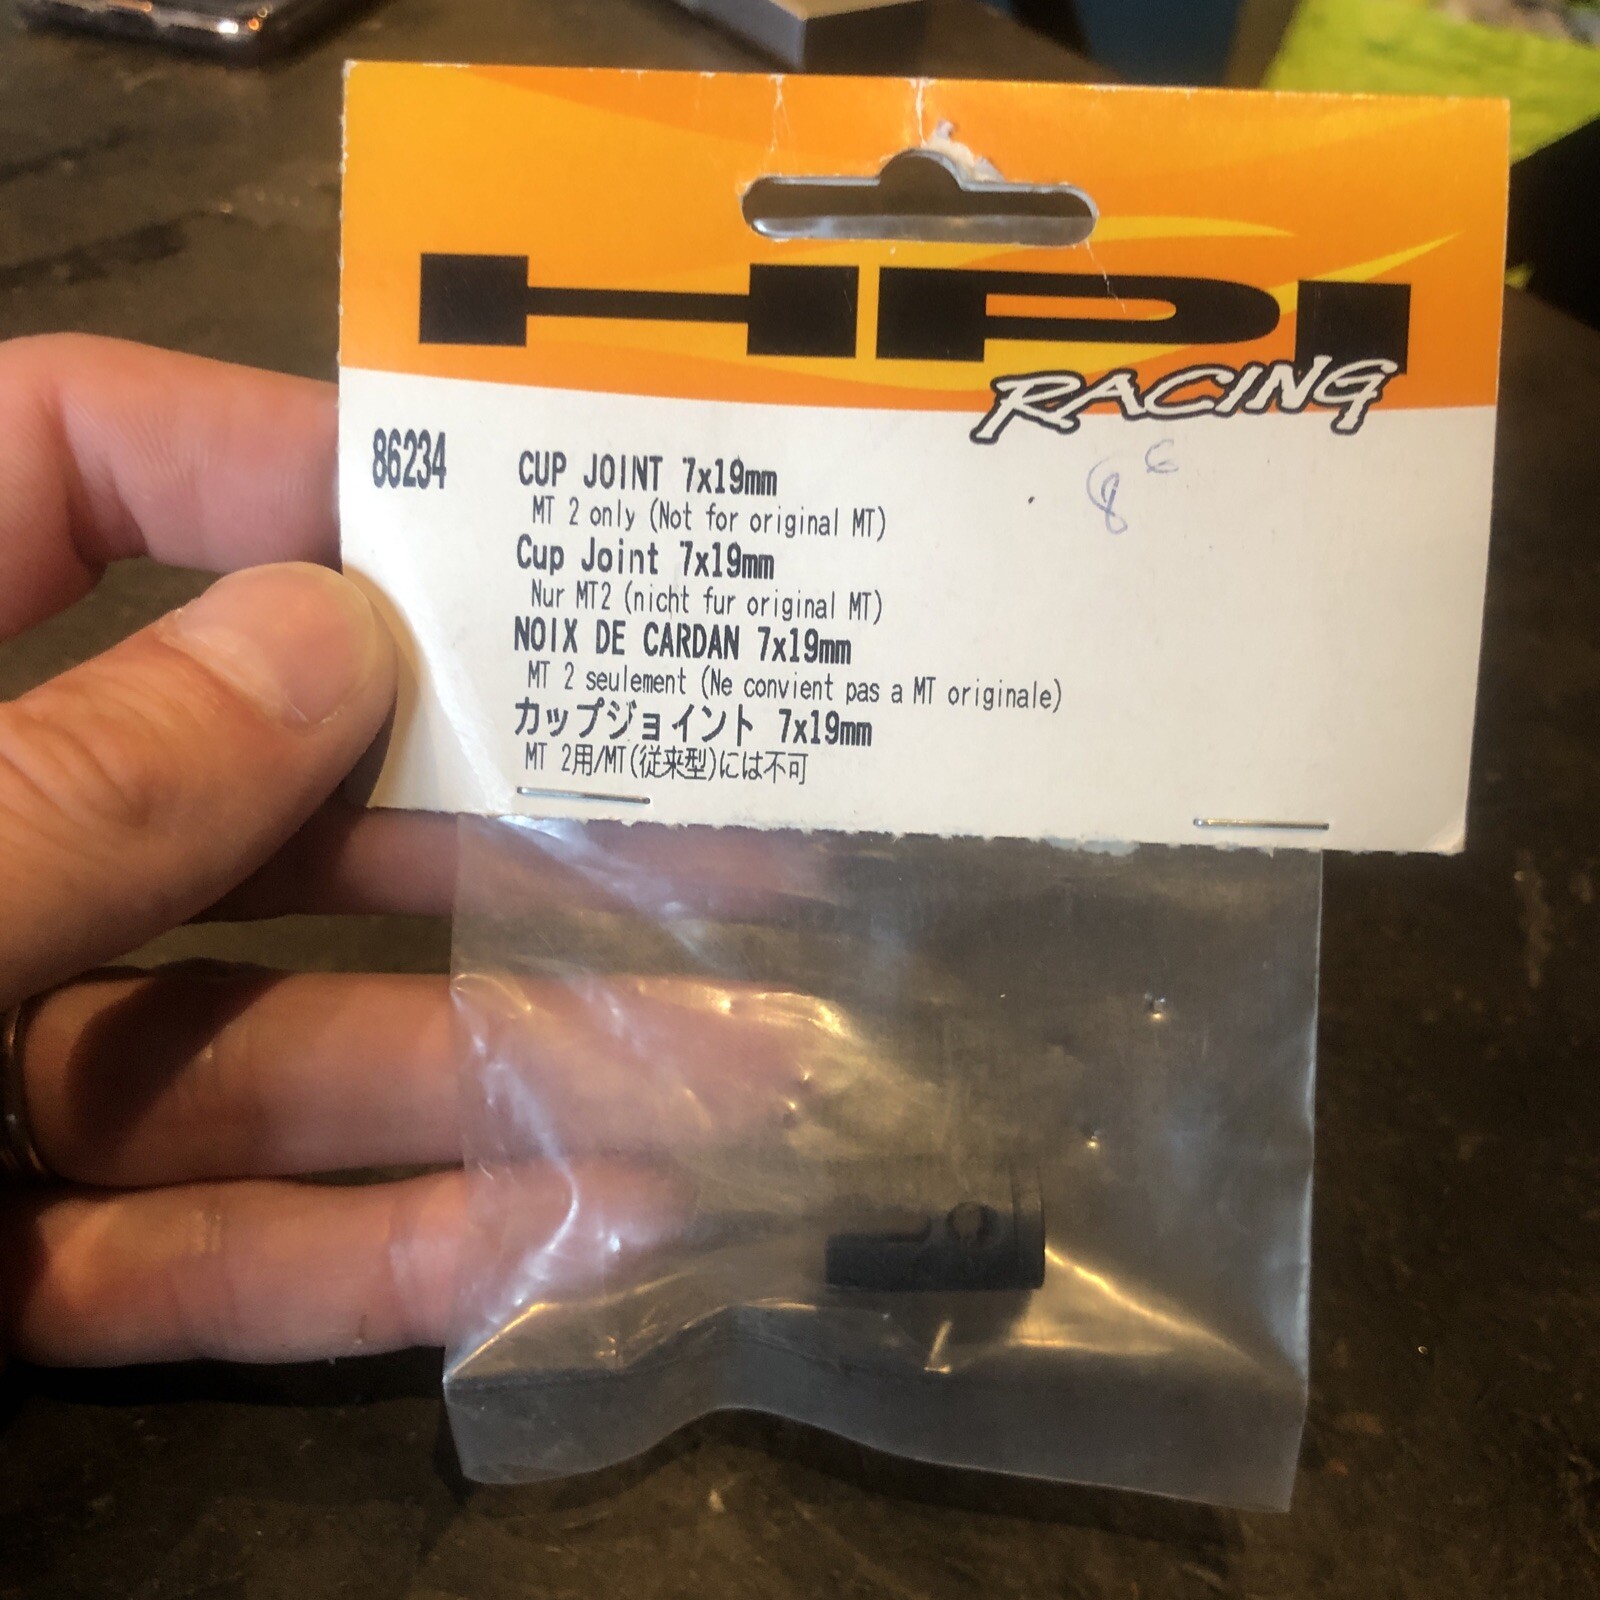 HPI
RACING
86234
8 6
CUP JOINT 7x19mm
MT 2 only (Not for original MT)
Cup Joint 7x19mm
Nur MT2 (nicht fur original MT)
NOIX DE CARDAN 7x19mm
MT 2 seulement (Ne convient pas a MT originale)
カップジョイント 7x19mm
MT 2用/MT(従来型)には不可